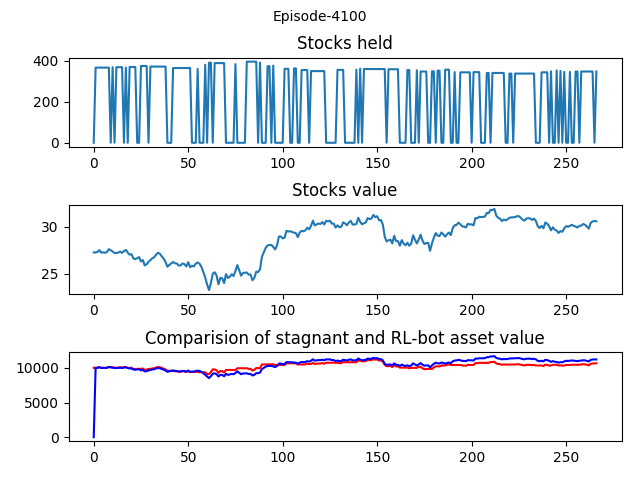 Episode-4100
Stocks held
400
200
0
0 50 100 150 200 250
Stocks value
30
25
0 50 100 150 200 250
Comparision of stagnant and RL-bot asset value
10000
5000
0
0 50 100 150 200 250